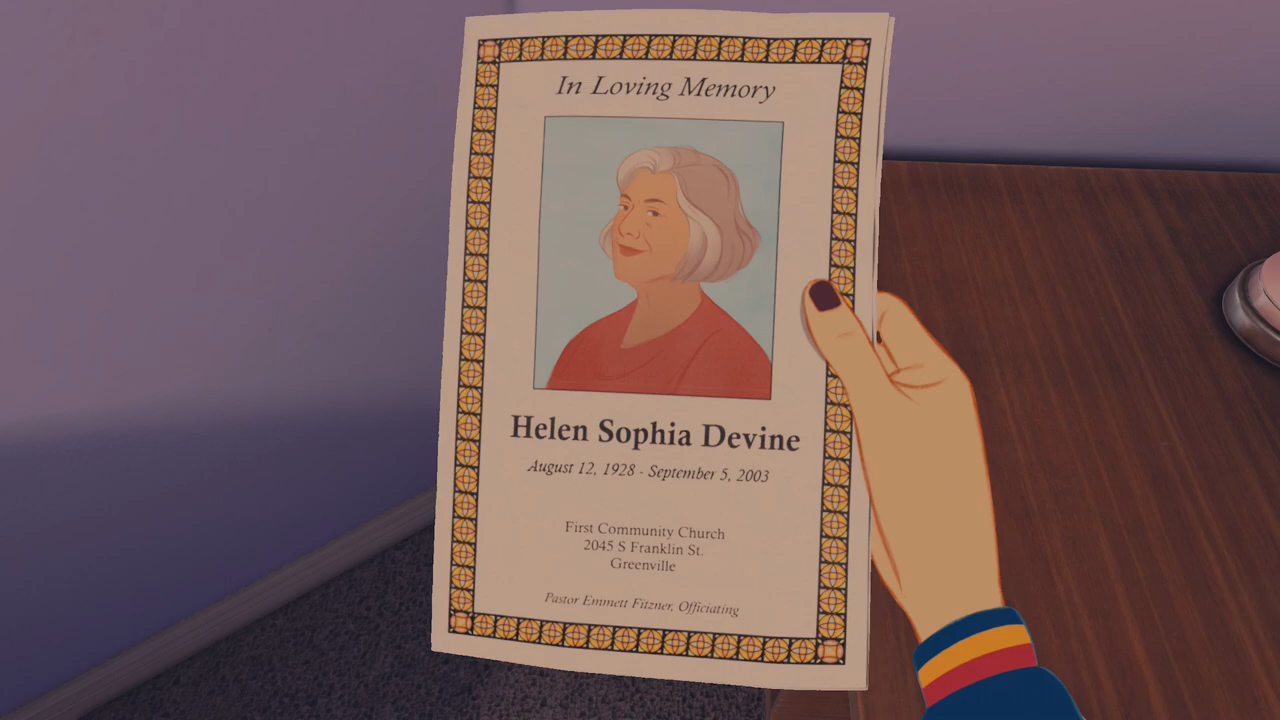 In Loving Memory
Helen Sophia Devine
August 12, 1928 - September 5, 2003
First Community Church
2045 S Franklin St.
Greenville
Pastor Emmett Fitzner, Officiating